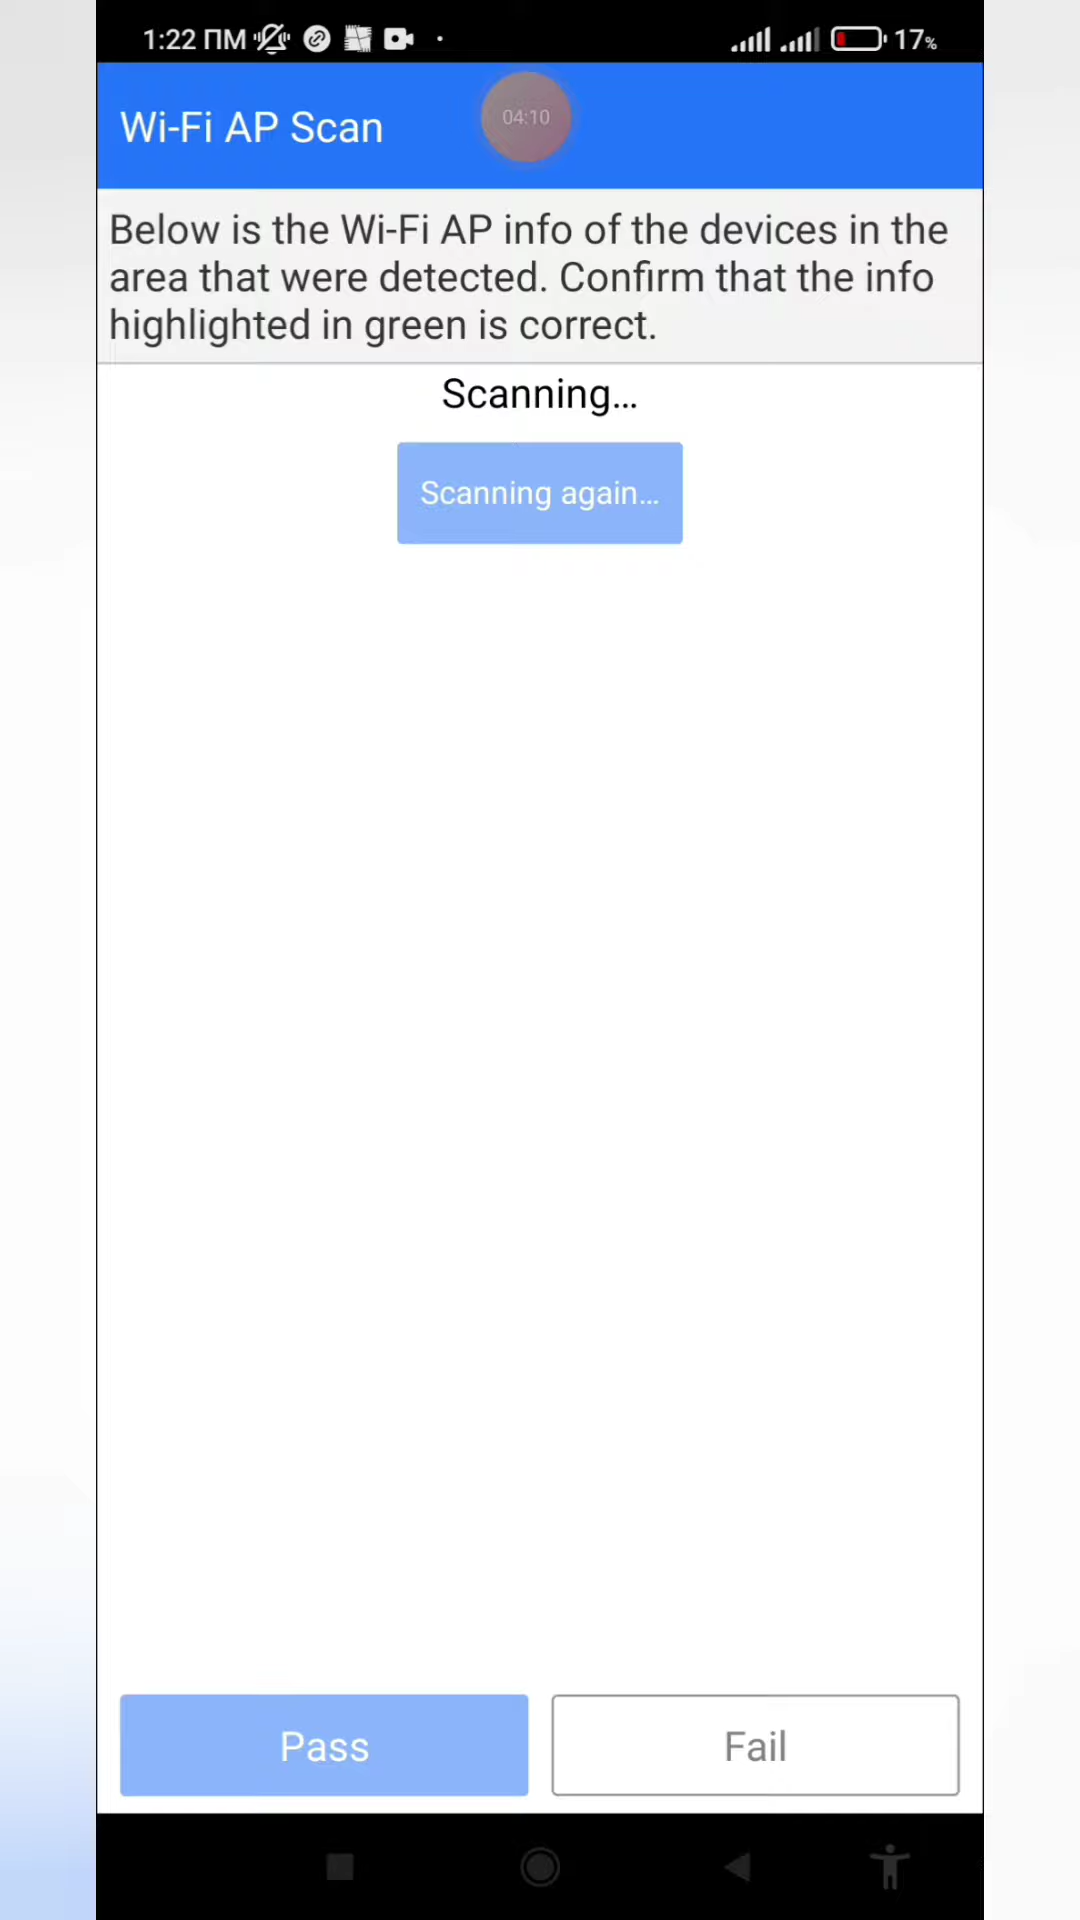 1:22 ПМ 17%
Wi-Fi AP Scan
04:10
Below is the Wi-Fi AP info of the devices in the
area that were detected. Confirm that the info
highlighted in green is correct.
Scanning...
Scanning again...
Pass Fail